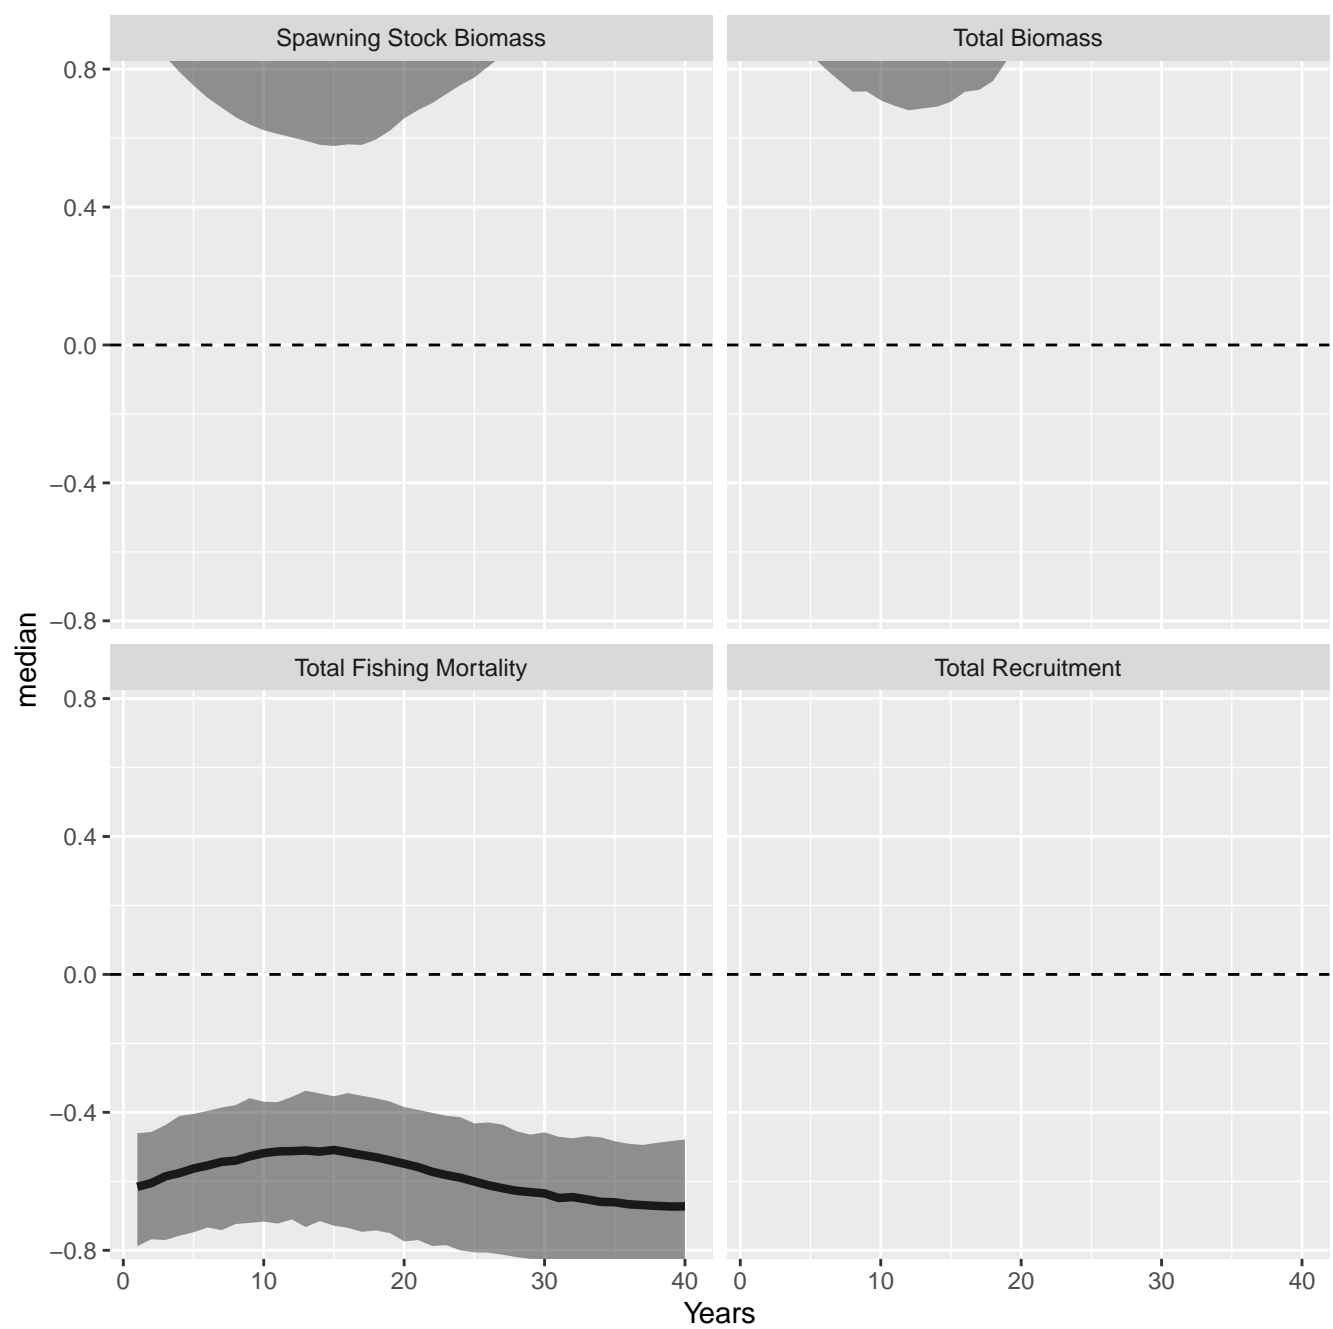 Spawning Stock Biomass
Total Biomass
0.8
0.4
0.0
−0.4
−0.8
Total Fishing Mortality
Total Recruitment
0.8
0.4
0.0
−0.4
−0.8
0 10 20 30 40
0 10 20 30 40
Years
median